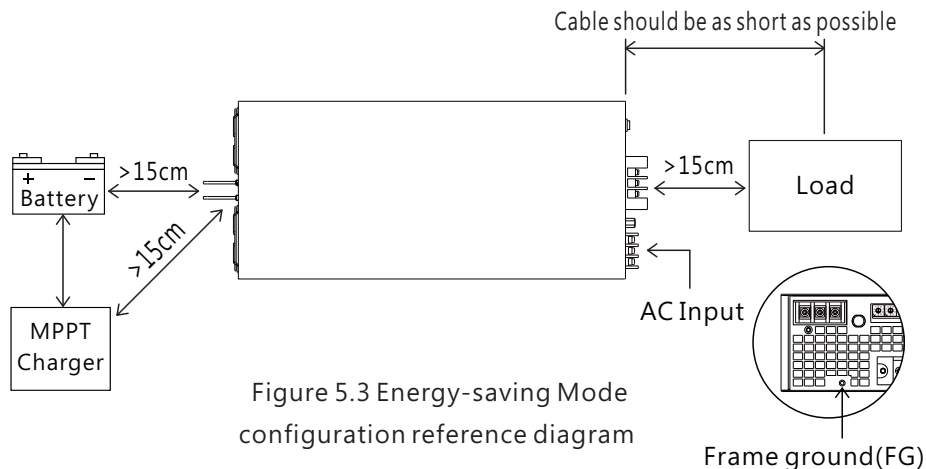 Cable should be as short as possible
+ −
Battery
>15cm
>15cm
>15cm
Load
MPPT
Charger
AC Input
Figure 5.3 Energy-saving Mode
configuration reference diagram
Frame ground(FG)